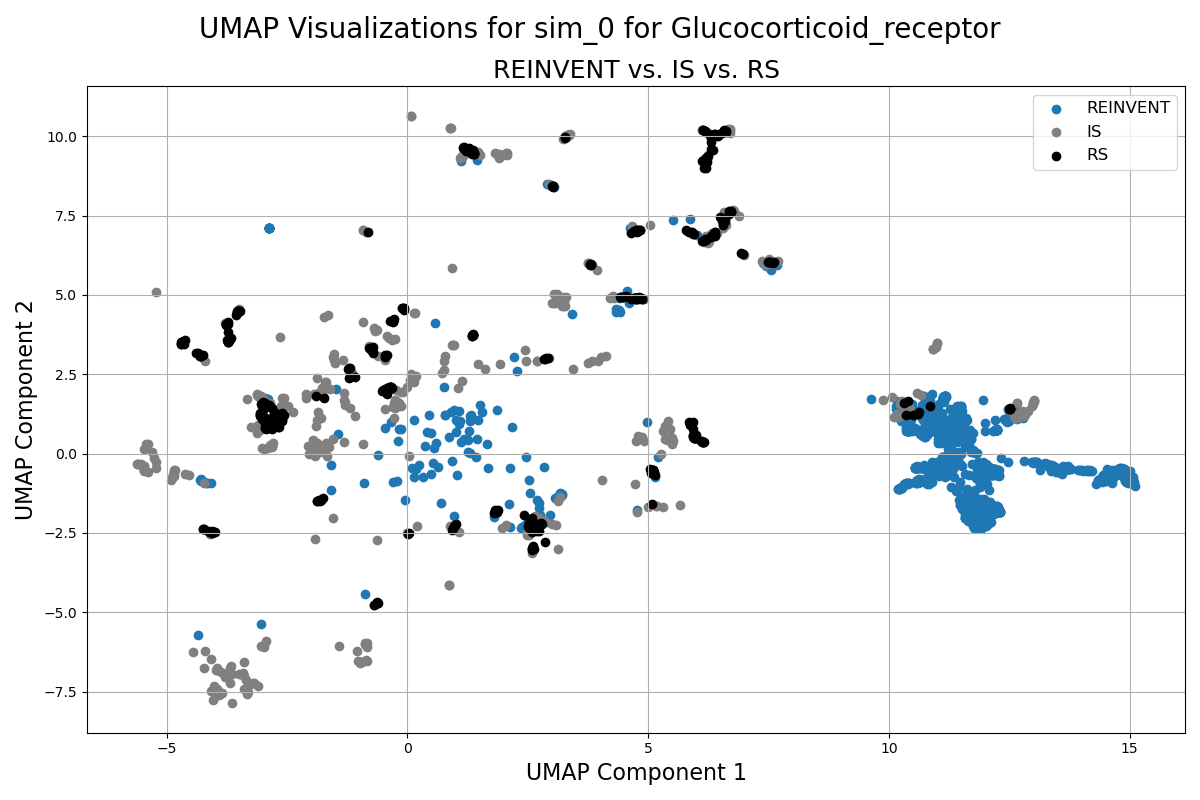 UMAP Visualizations for sim_0 for Glucocorticoid_receptor
REINVENT vs. IS vs. RS
REINVENT
IS
RS
UMAP Component 2
10.0
7.5
5.0
2.5
0.0
−2.5
−5.0
−7.5
−5
0
5
10
15
UMAP Component 1